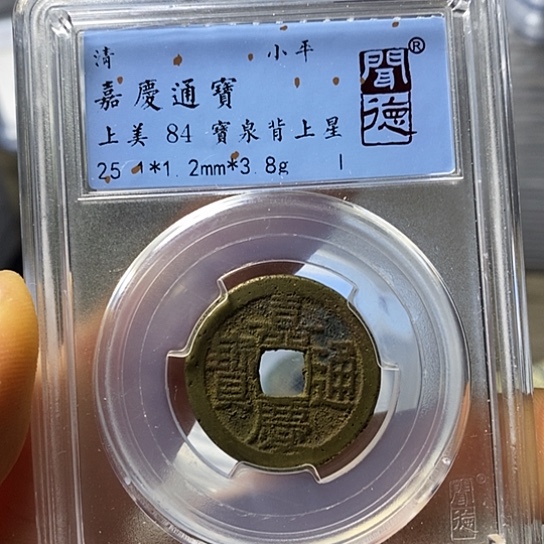 清 小平
嘉慶通寶
上美 84 寶泉背上星
25.1*1.2mm*3.8g
聞德®
嘉慶通寶
聞德